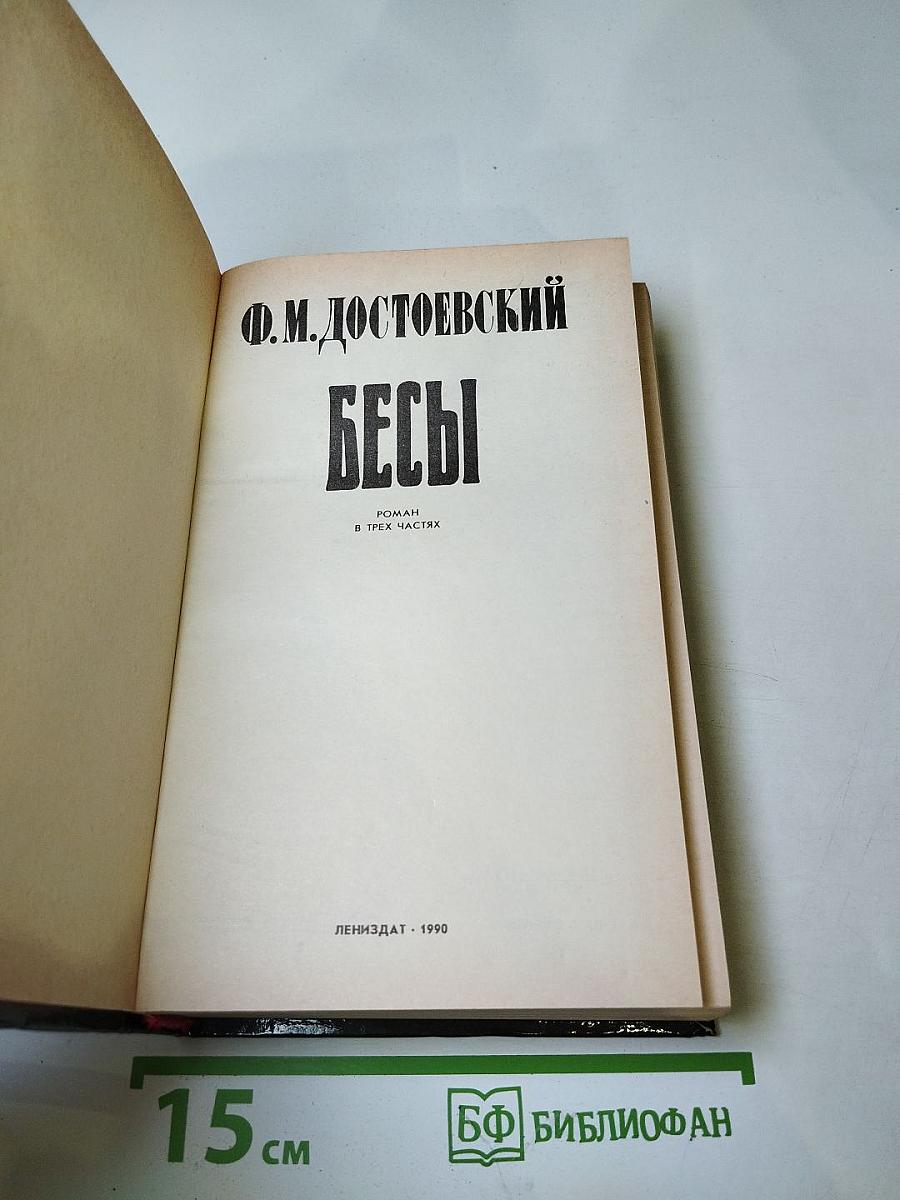 Ф. М. ДОСТОЕВСКИЙ
БЕСЫ
РОМАН
В ТРЕХ ЧАСТЯХ
ЛЕНИЗДАТ · 1990
15 см
БФ БИБЛИОФАН